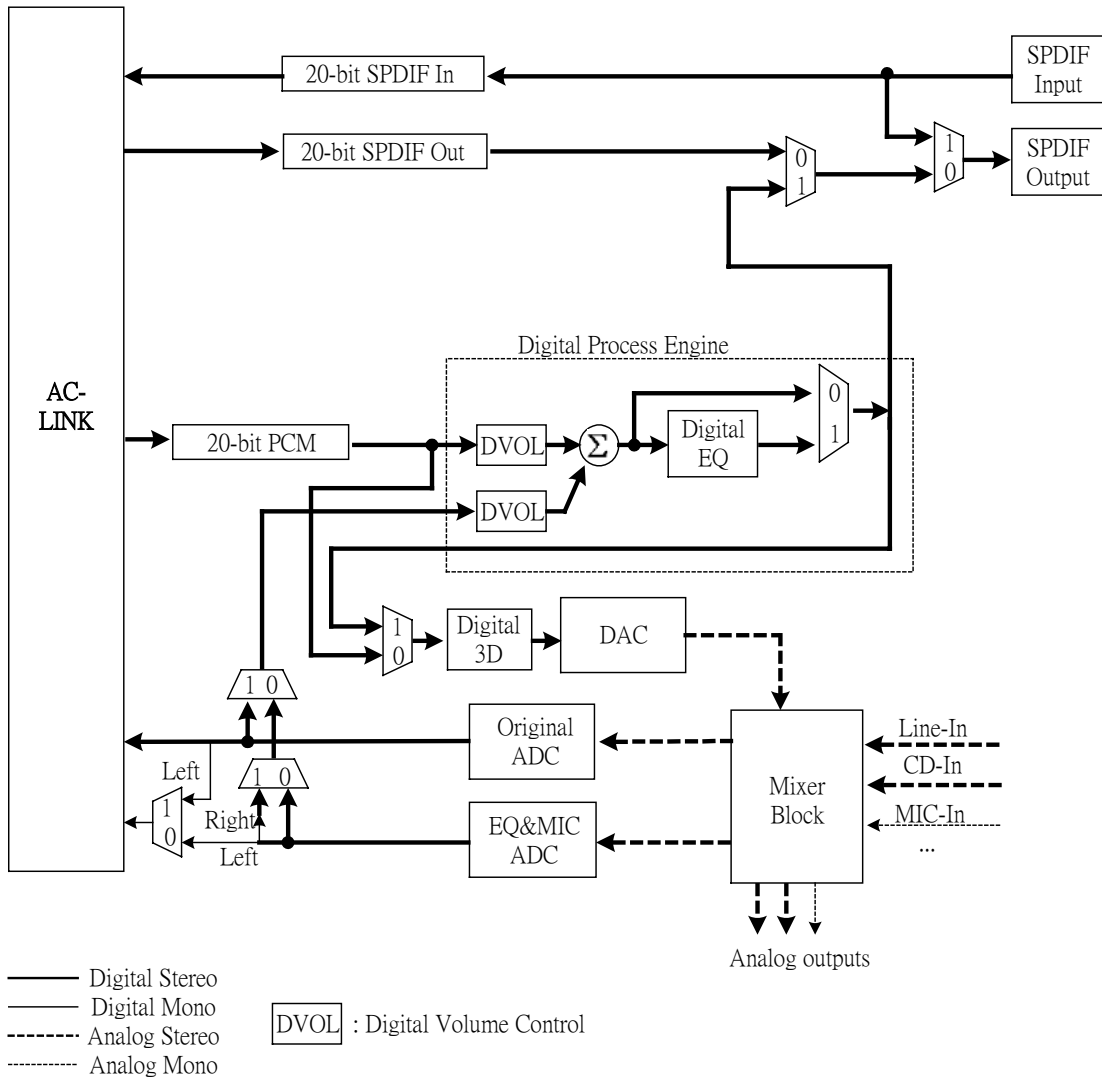 20-bit SPDIF In
SPDIF
Input
20-bit SPDIF Out
0
1
1
0
SPDIF
Output
AC-
LINK
Digital Process Engine
20-bit PCM
DVOL
Σ
Digital
EQ
0
1
DVOL
1
0
Digital
3D
DAC
1 0
Original
ADC
Line-In
CD-In
MIC-In
...
Mixer
Block
Left
1 0
1
0
Right
Left
EQ&MIC
ADC
Analog outputs
Digital Stereo
Digital Mono
Analog Stereo
Analog Mono
DVOL : Digital Volume Control